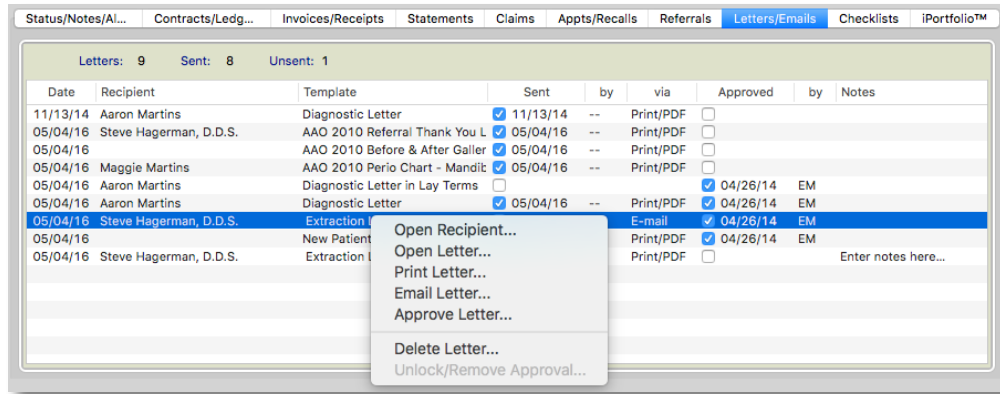 Status/Notes/Al... Contracts/Ledg... Invoices/Receipts Statements Claims Appts/Recalls Referrals Letters/Emails Checklists iPortfolio™
Letters: 9 Sent: 8 Unsent: 1
Date Recipient Template Sent by via Approved by Notes
11/13/14 Aaron Martins Diagnostic Letter 11/13/14 -- Print/PDF
05/04/16 Steve Hagerman, D.D.S. AAO 2010 Referral Thank You L 05/04/16 -- Print/PDF
05/04/16 AAO 2010 Before & After Galler 05/04/16 -- Print/PDF
05/04/16 Maggie Martins AAO 2010 Perio Chart - Mandib 05/04/16 -- Print/PDF
05/04/16 Aaron Martins Diagnostic Letter in Lay Terms 04/26/14 EM
05/04/16 Aaron Martins Diagnostic Letter 05/04/16 -- Print/PDF 04/26/14 EM
05/04/16 Steve Hagerman, D.D.S. Extraction E-mail 04/26/14 EM
05/04/16 New Patient Print/PDF 04/26/14 EM
05/04/16 Steve Hagerman, D.D.S. Extraction Print/PDF Enter notes here...
Open Recipient...
Open Letter...
Print Letter...
Email Letter...
Approve Letter...
Delete Letter...
Unlock/Remove Approval...